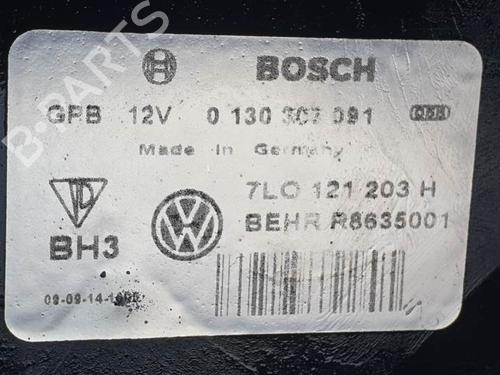 BOSCH
GPB 12V 0 130 307 091
Made in Germany
7L0 121 203 H
BEHR R8635001
BH3
B-PARTS